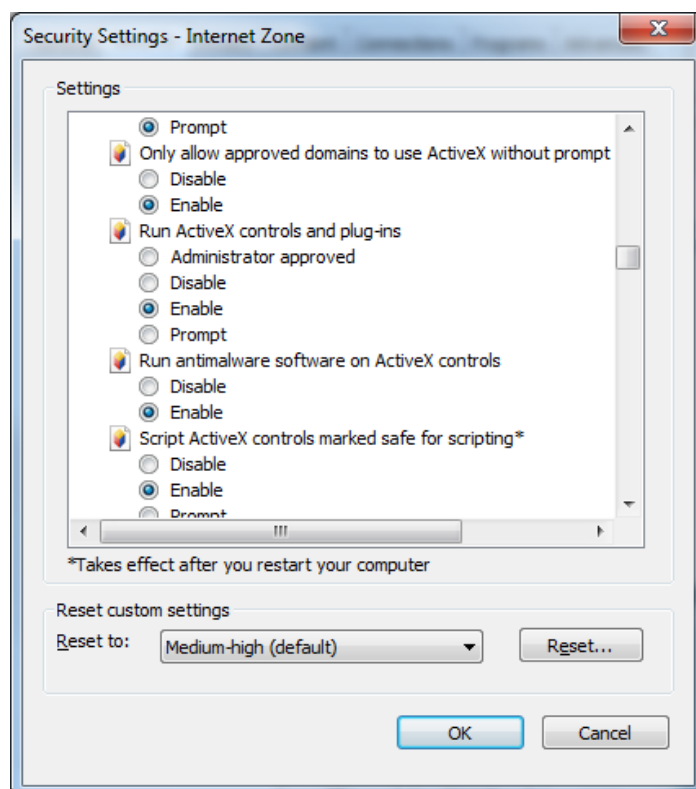 Security Settings - Internet Zone
Settings
Prompt
Only allow approved domains to use ActiveX without prompt
Disable
Enable
Run ActiveX controls and plug-ins
Administrator approved
Disable
Enable
Prompt
Run antimalware software on ActiveX controls
Disable
Enable
Script ActiveX controls marked safe for scripting*
Disable
Enable
Prompt
*Takes effect after you restart your computer
Reset custom settings
Reset to:
Medium-high (default)
Reset...
OK
Cancel